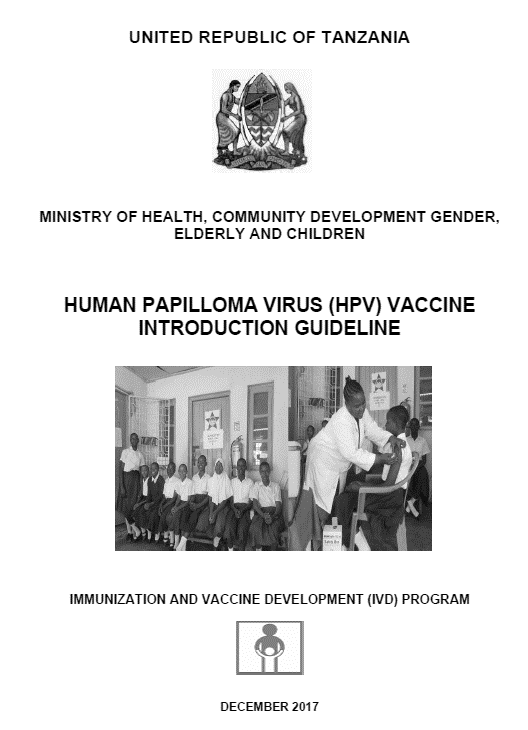 UNITED REPUBLIC OF TANZANIA
MINISTRY OF HEALTH, COMMUNITY DEVELOPMENT GENDER,
ELDERLY AND CHILDREN
HUMAN PAPILLOMA VIRUS (HPV) VACCINE
INTRODUCTION GUIDELINE
IMMUNIZATION AND VACCINE DEVELOPMENT (IVD) PROGRAM
DECEMBER 2017